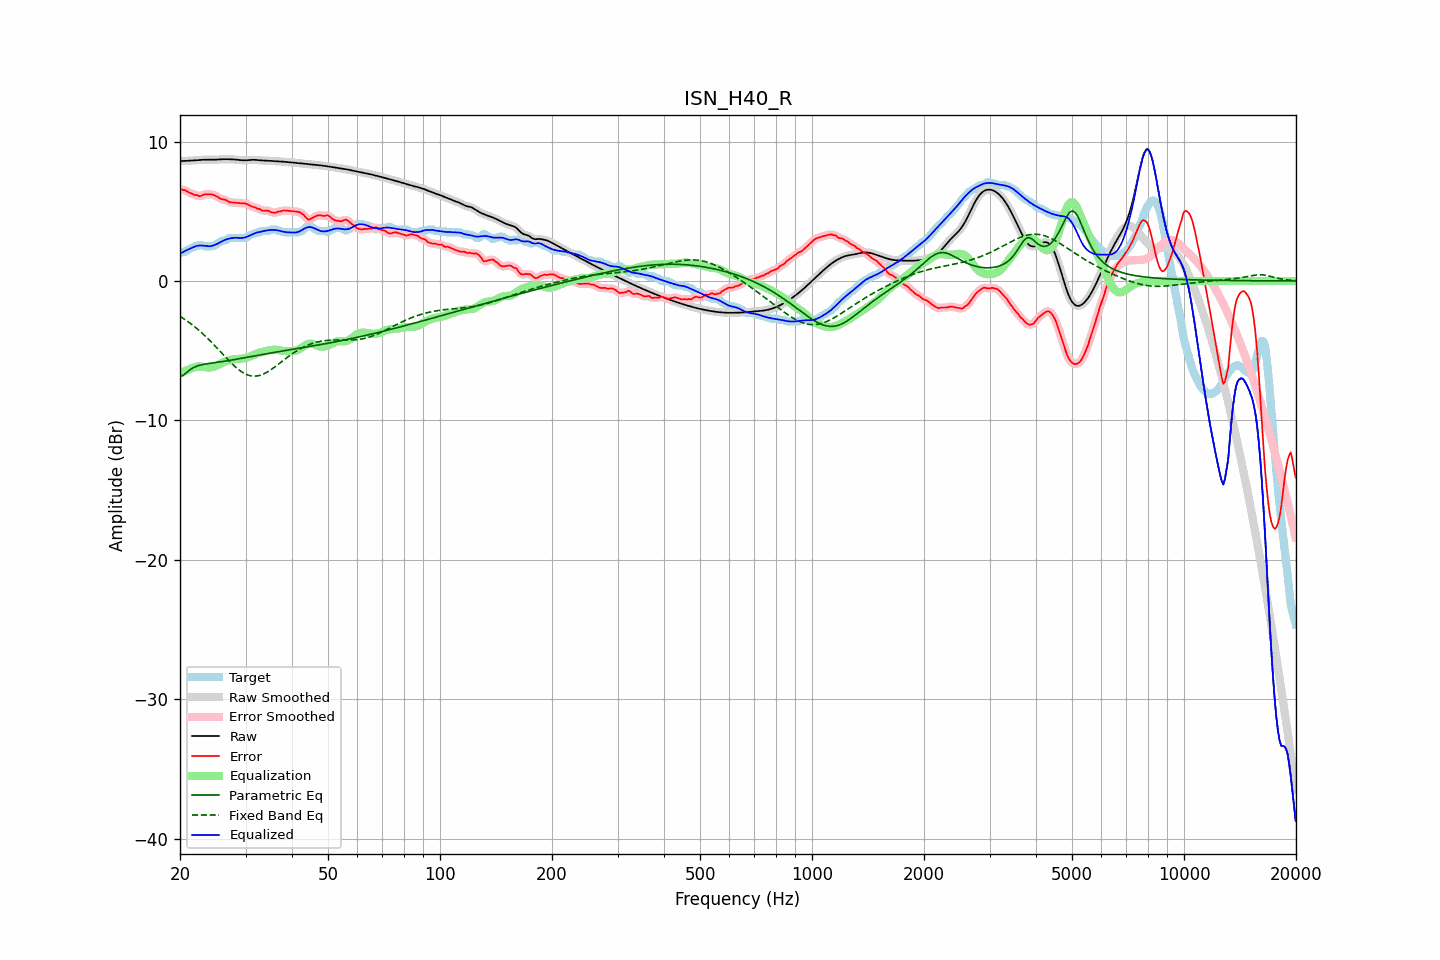 ISN_H40_R
10
0
−10
−20
−30
−40
Amplitude (dBr)
Target
Raw Smoothed
Error Smoothed
Raw
Error
Equalization
Parametric Eq
Fixed Band Eq
Equalized
20 50 100 200 500 1000 2000 5000 10000 20000
Frequency (Hz)